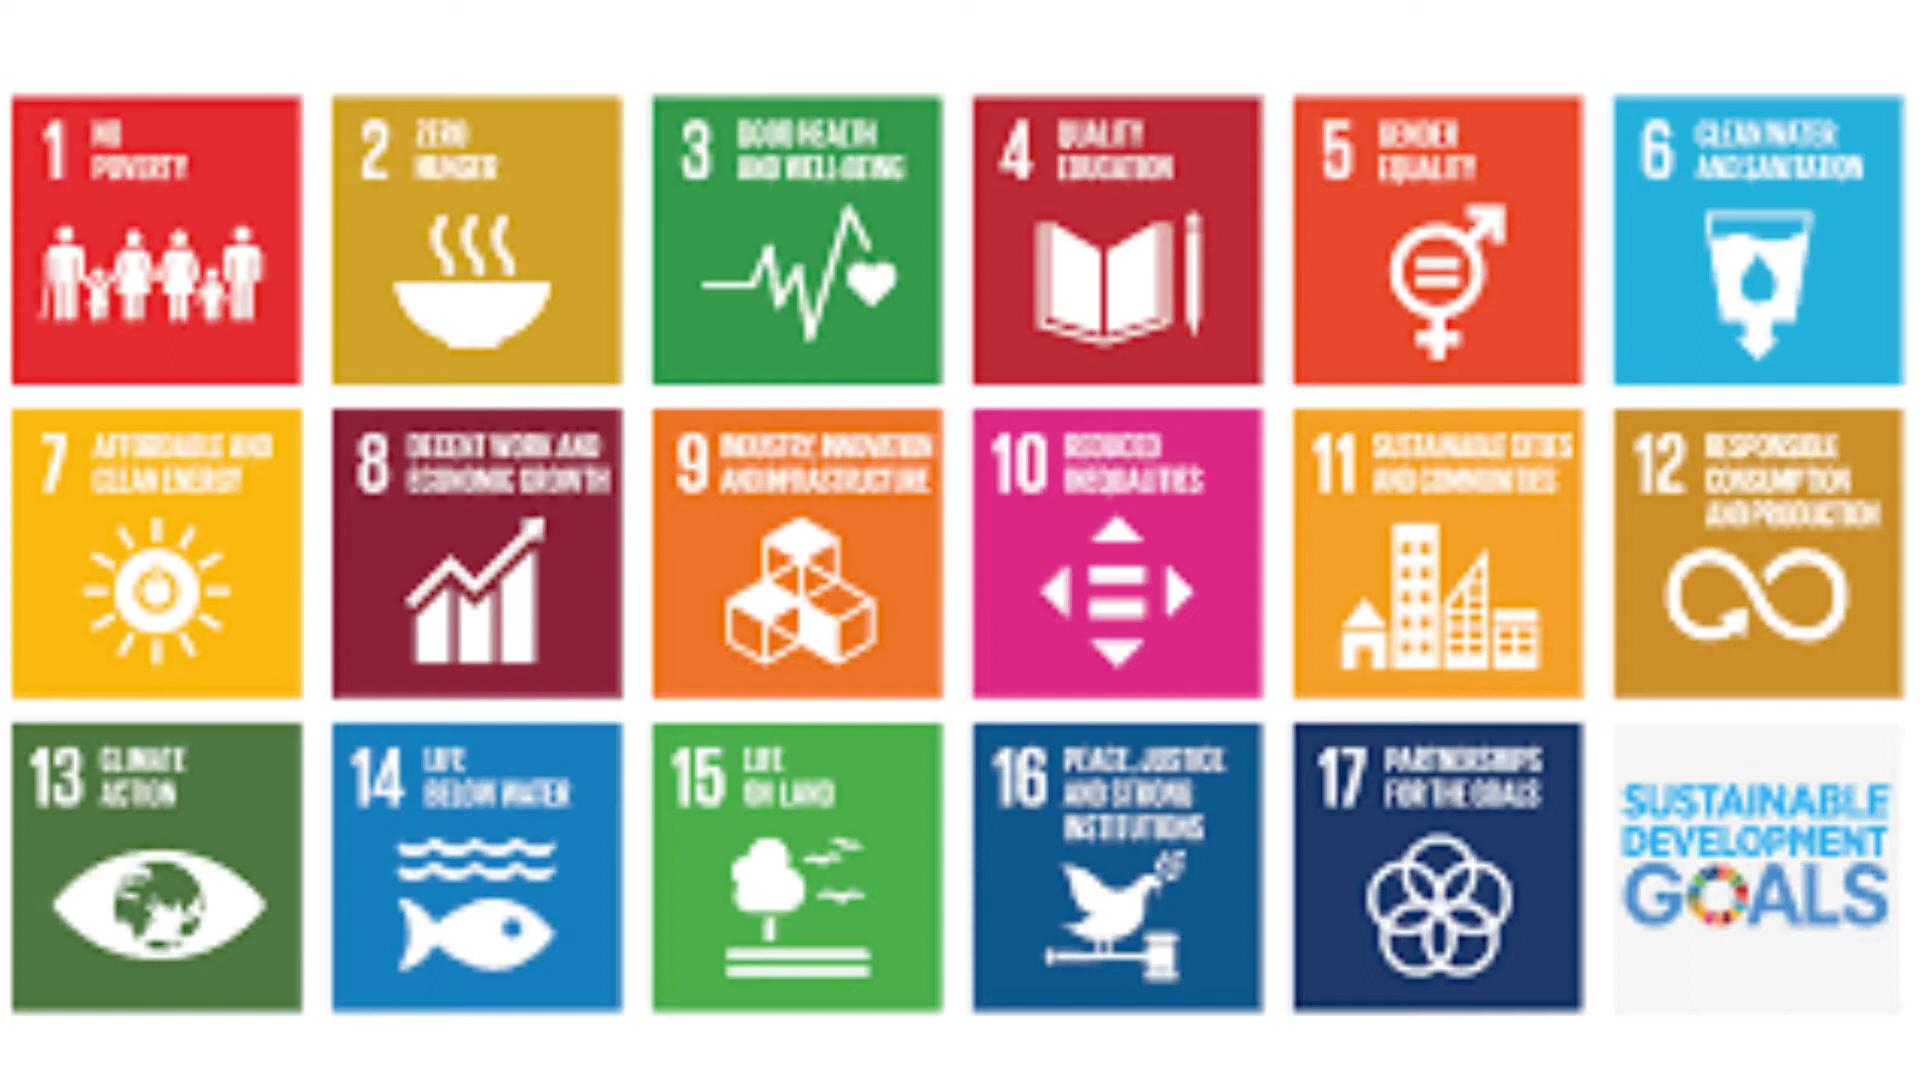 1 NO
POVERTY
2 ZERO
HUNGER
3 GOOD HEALTH
AND WELL-BEING
4 QUALITY
EDUCATION
5 GENDER
EQUALITY
6 CLEAN WATER
AND SANITATION
7 AFFORDABLE AND
CLEAN ENERGY
8 DECENT WORK AND
ECONOMIC GROWTH
9 INDUSTRY, INNOVATION
AND INFRASTRUCTURE
10 REDUCED
INEQUALITIES
11 SUSTAINABLE CITIES
AND COMMUNITIES
12 RESPONSIBLE
CONSUMPTION
AND PRODUCTION
13 CLIMATE
ACTION
14 LIFE
BELOW WATER
15 LIFE
ON LAND
16 PEACE, JUSTICE
AND STRONG
INSTITUTIONS
17 PARTNERSHIPS
FOR THE GOALS
SUSTAINABLE
DEVELOPMENT
GOALS